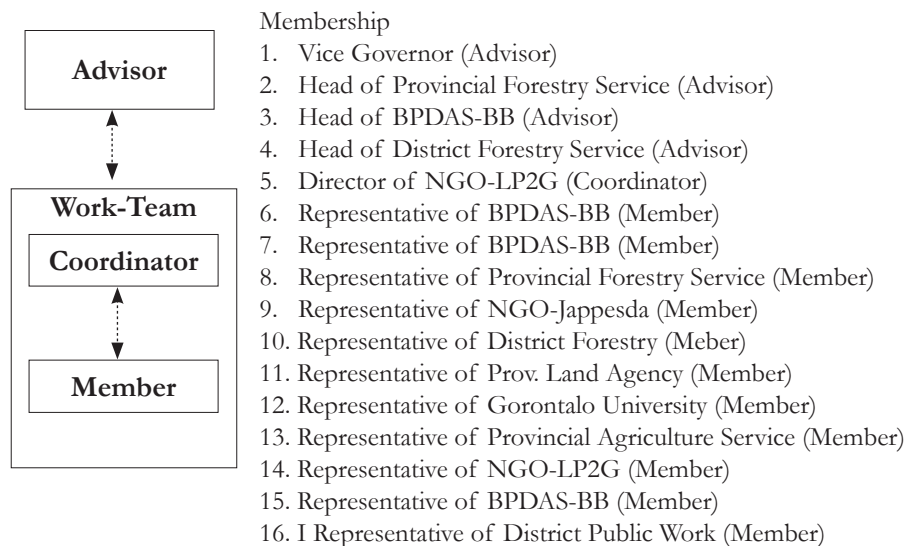 Advisor
Work-Team
Coordinator
Member
Membership
1. Vice Governor (Advisor)
2. Head of Provincial Forestry Service (Advisor)
3. Head of BPDAS-BB (Advisor)
4. Head of District Forestry Service (Advisor)
5. Director of NGO-LP2G (Coordinator)
6. Representative of BPDAS-BB (Member)
7. Representative of BPDAS-BB (Member)
8. Representative of Provincial Forestry Service (Member)
9. Representative of NGO-Jappesda (Member)
10. Representative of District Forestry (Meber)
11. Representative of Prov. Land Agency (Member)
12. Representative of Gorontalo University (Member)
13. Representative of Provincial Agriculture Service (Member)
14. Representative of NGO-LP2G (Member)
15. Representative of BPDAS-BB (Member)
16. I Representative of District Public Work (Member)